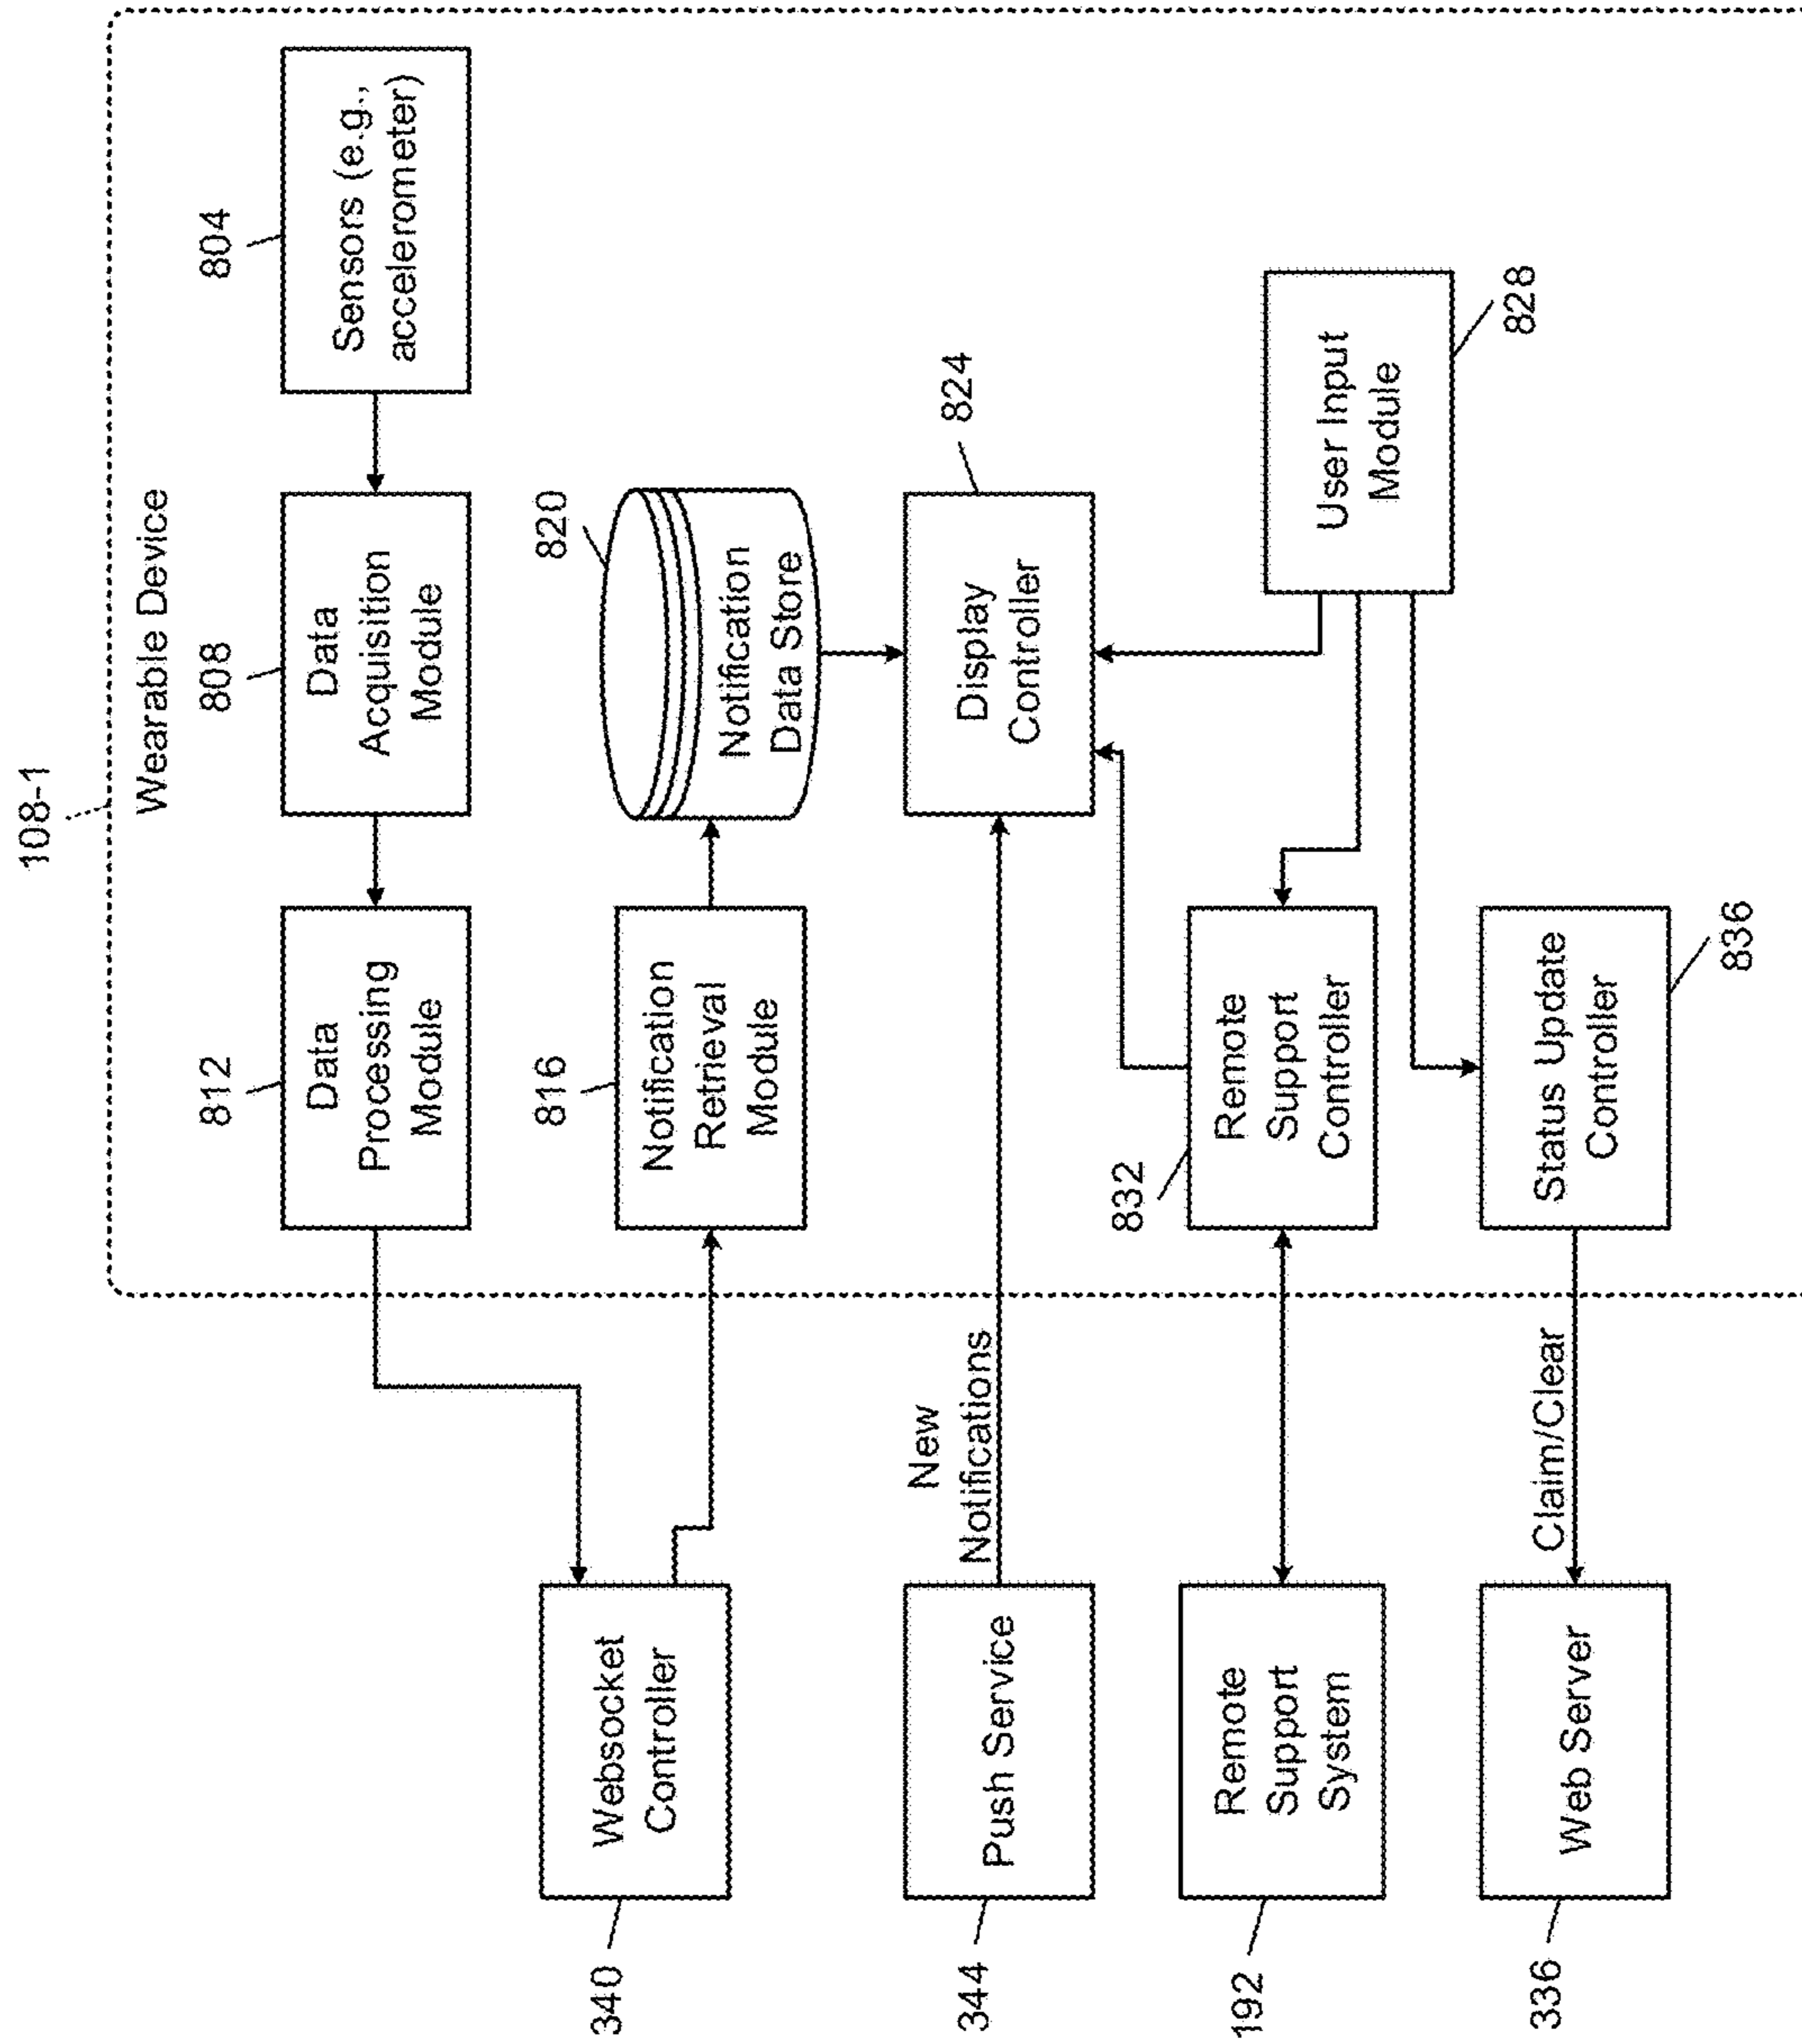 108-1
Wearable Device
804
Sensors (e.g.,
accelerometer)
808
Data
Acquisition
Module
812
Data
Processing
Module
816
Notification
Retrieval
Module
820
Notification
Data Store
824
Display
Controller
User Input
Module
828
832
Remote
Support
Controller
Status Update
Controller
836
Websocket
Controller
340
New
Notifications
Push Service
344
Remote
Support
System
192
Claim/Clear
Web Server
336